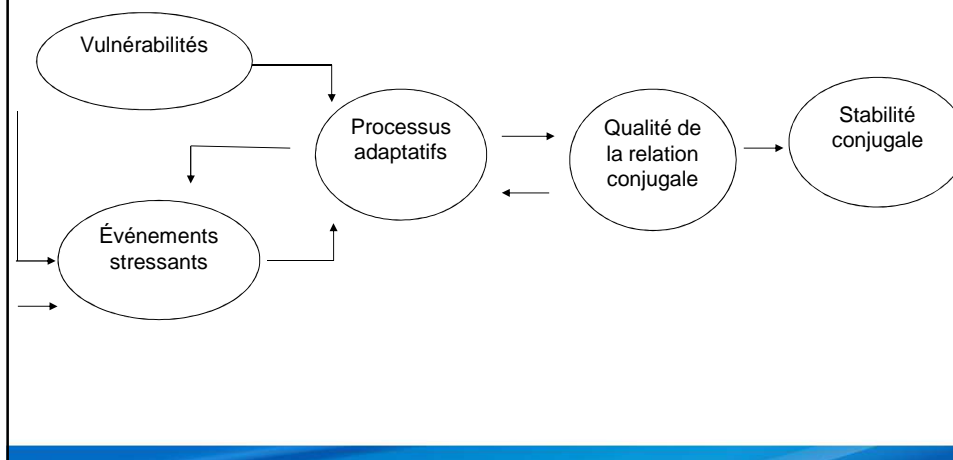 Vulnérabilités
Processus
adaptatifs
Qualité de
la relation
conjugale
Stabilité
conjugale
Événements
stressants